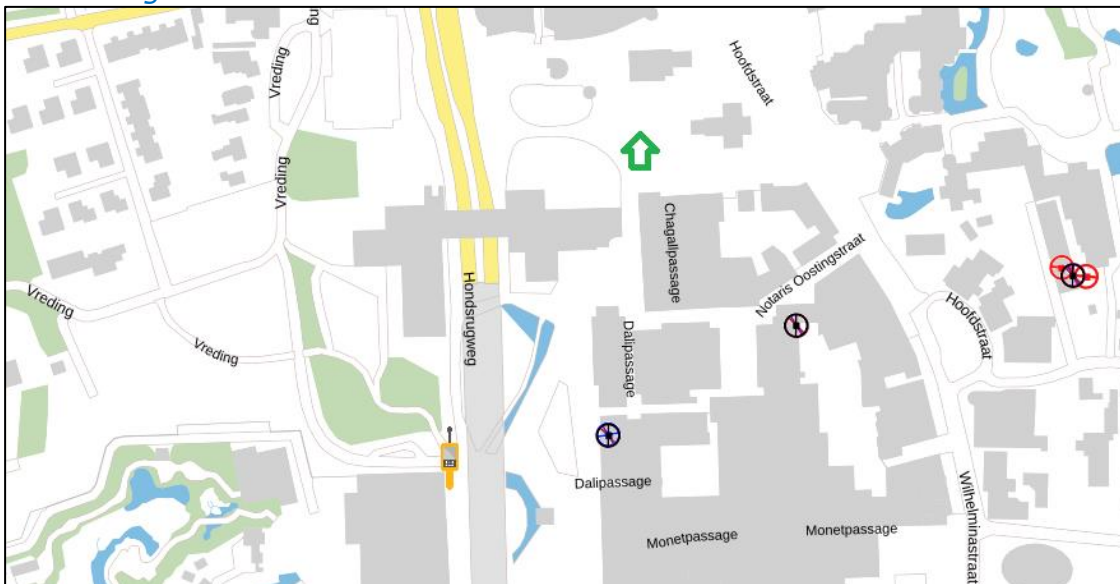 Vreding
Hoofdstraat
Vreding
Chagallpassage
Notaris Oostingstraat
Vreding
Hondsrugweg
Hoofdstraat
Vreding
Dalipassage
Dalipassage
Wilhelminastraat
Monetpassage
Monetpassage